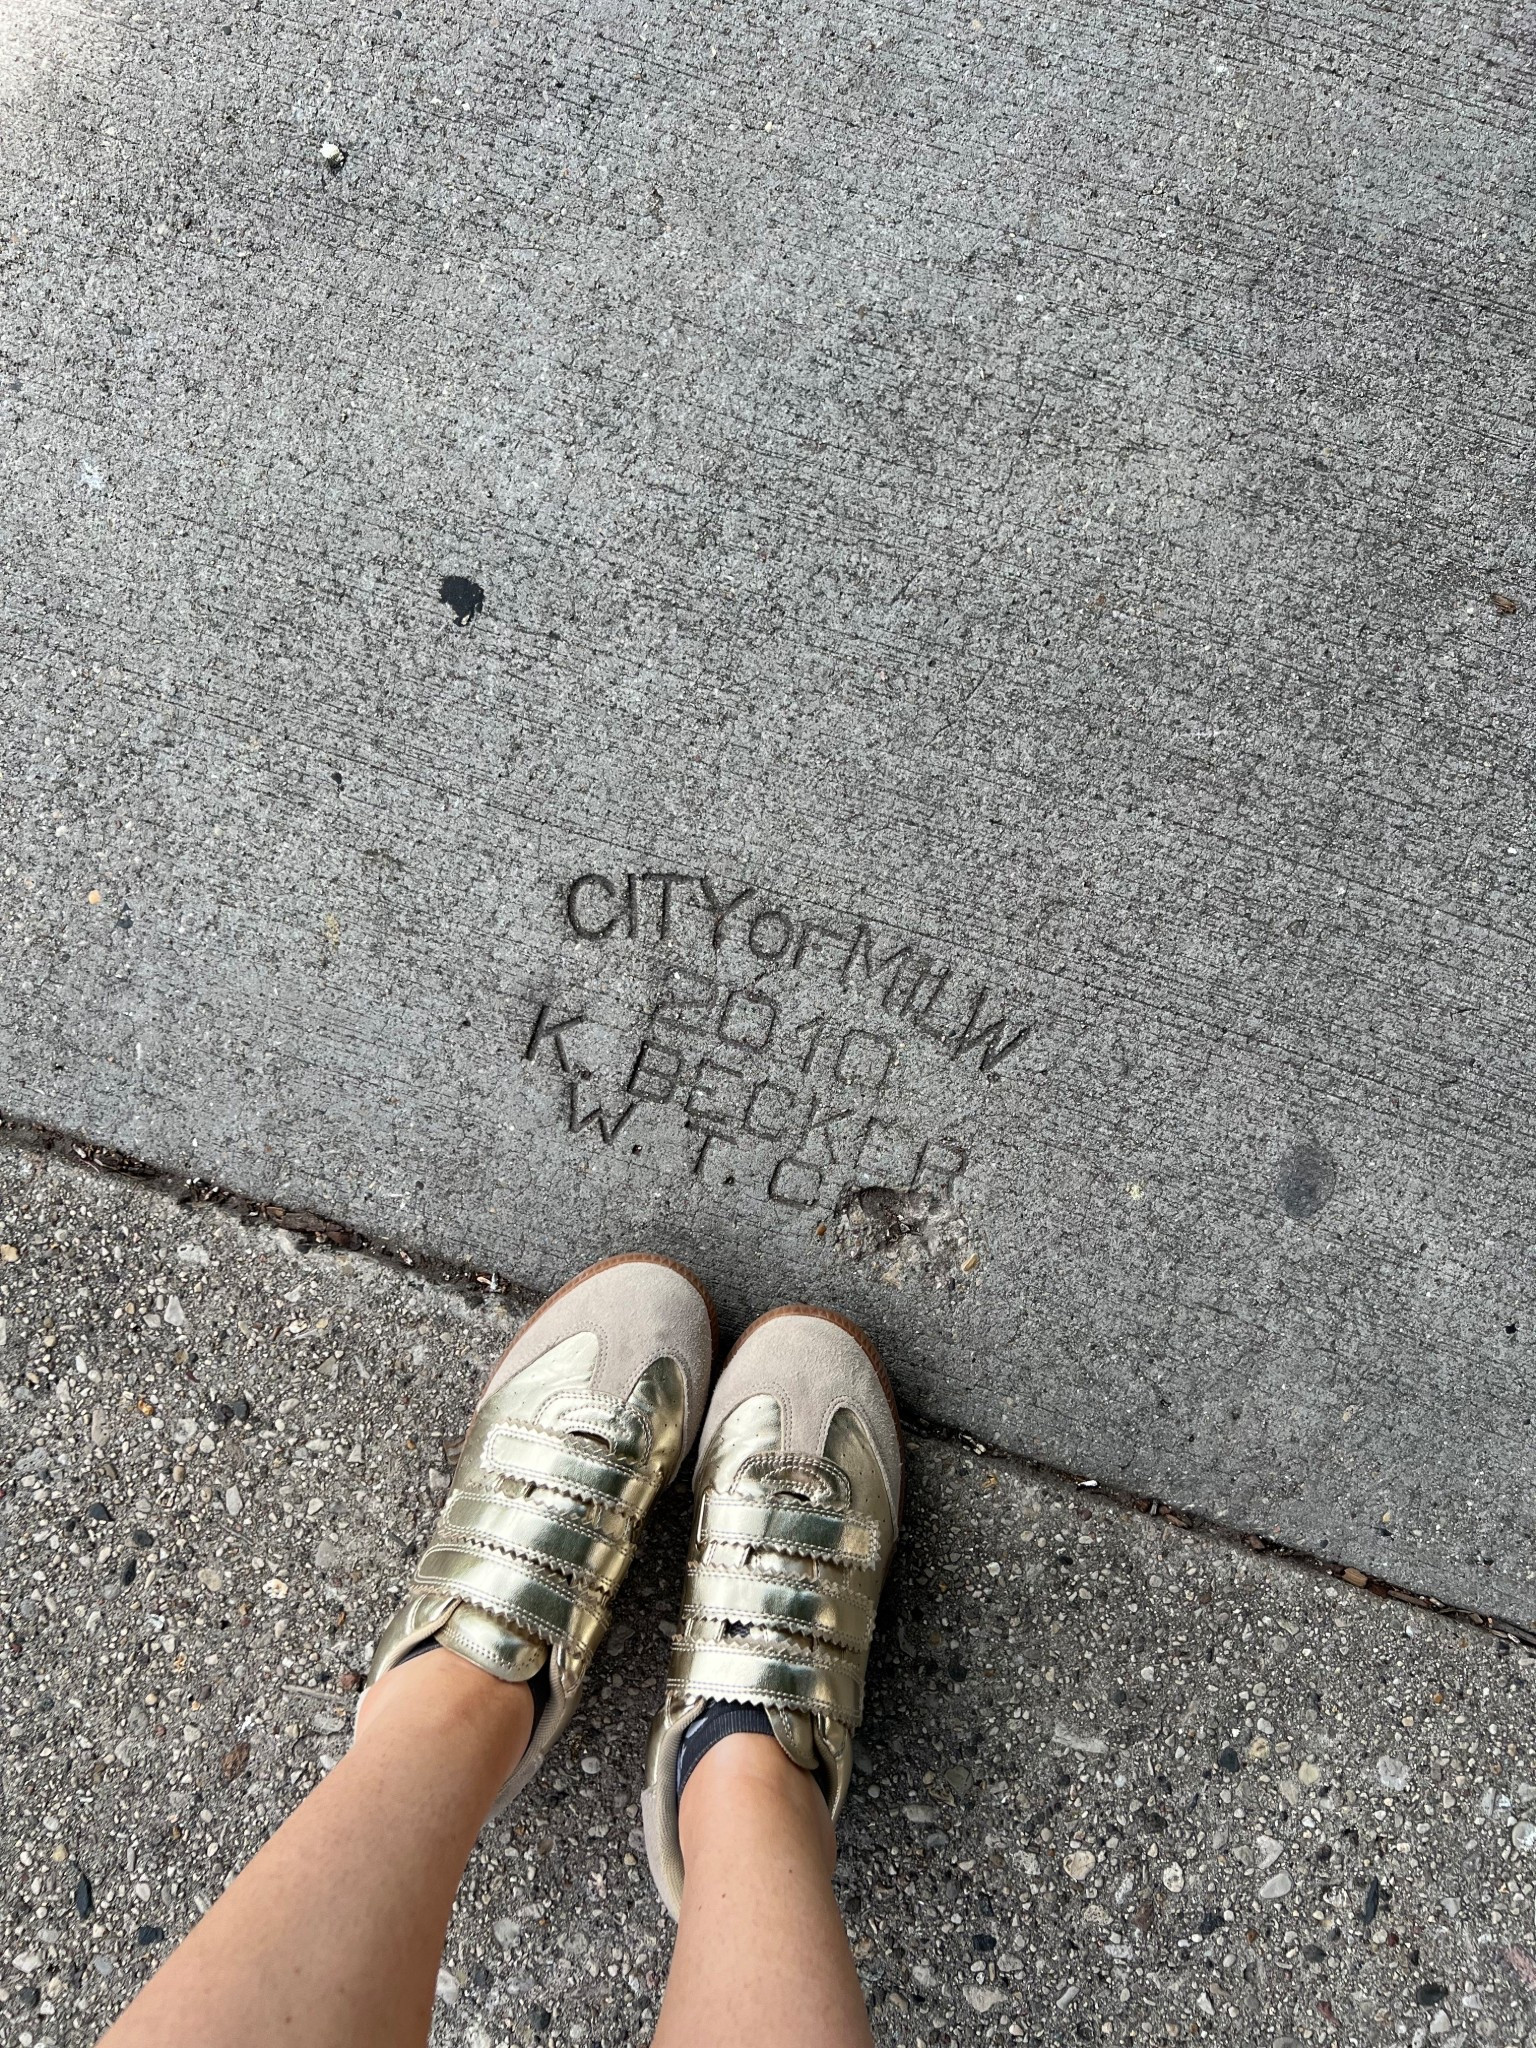 CITY OF MILW
2010
K. BECKER
W. T. O.